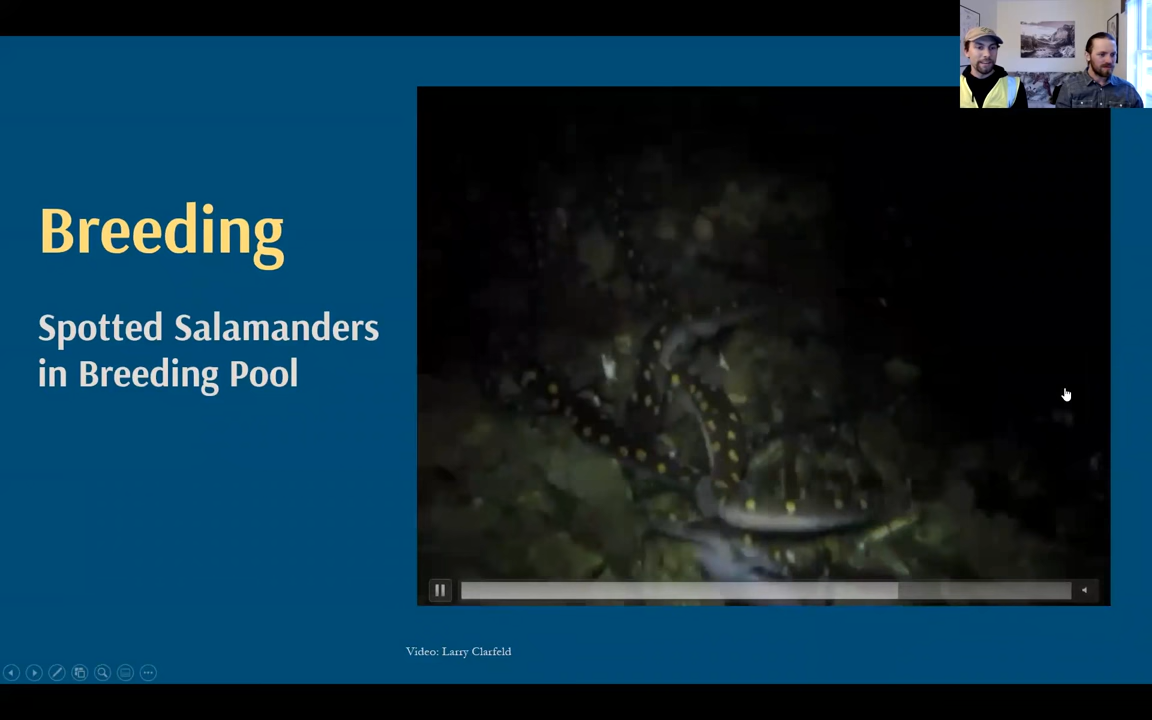 Breeding
Spotted Salamanders
in Breeding Pool
Video: Larry Clarfeld